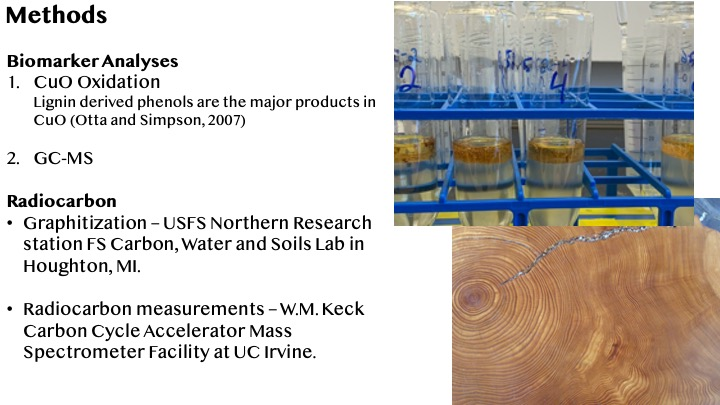 Methods
Biomarker Analyses
1. CuO Oxidation
Lignin derived phenols are the major products in
CuO (Otta and Simpson, 2007)
2. GC-MS
Radiocarbon
• Graphitization – USFS Northern Research
station FS Carbon, Water and Soils Lab in
Houghton, MI.
• Radiocarbon measurements – W.M. Keck
Carbon Cycle Accelerator Mass
Spectrometer Facility at UC Irvine.
2
4